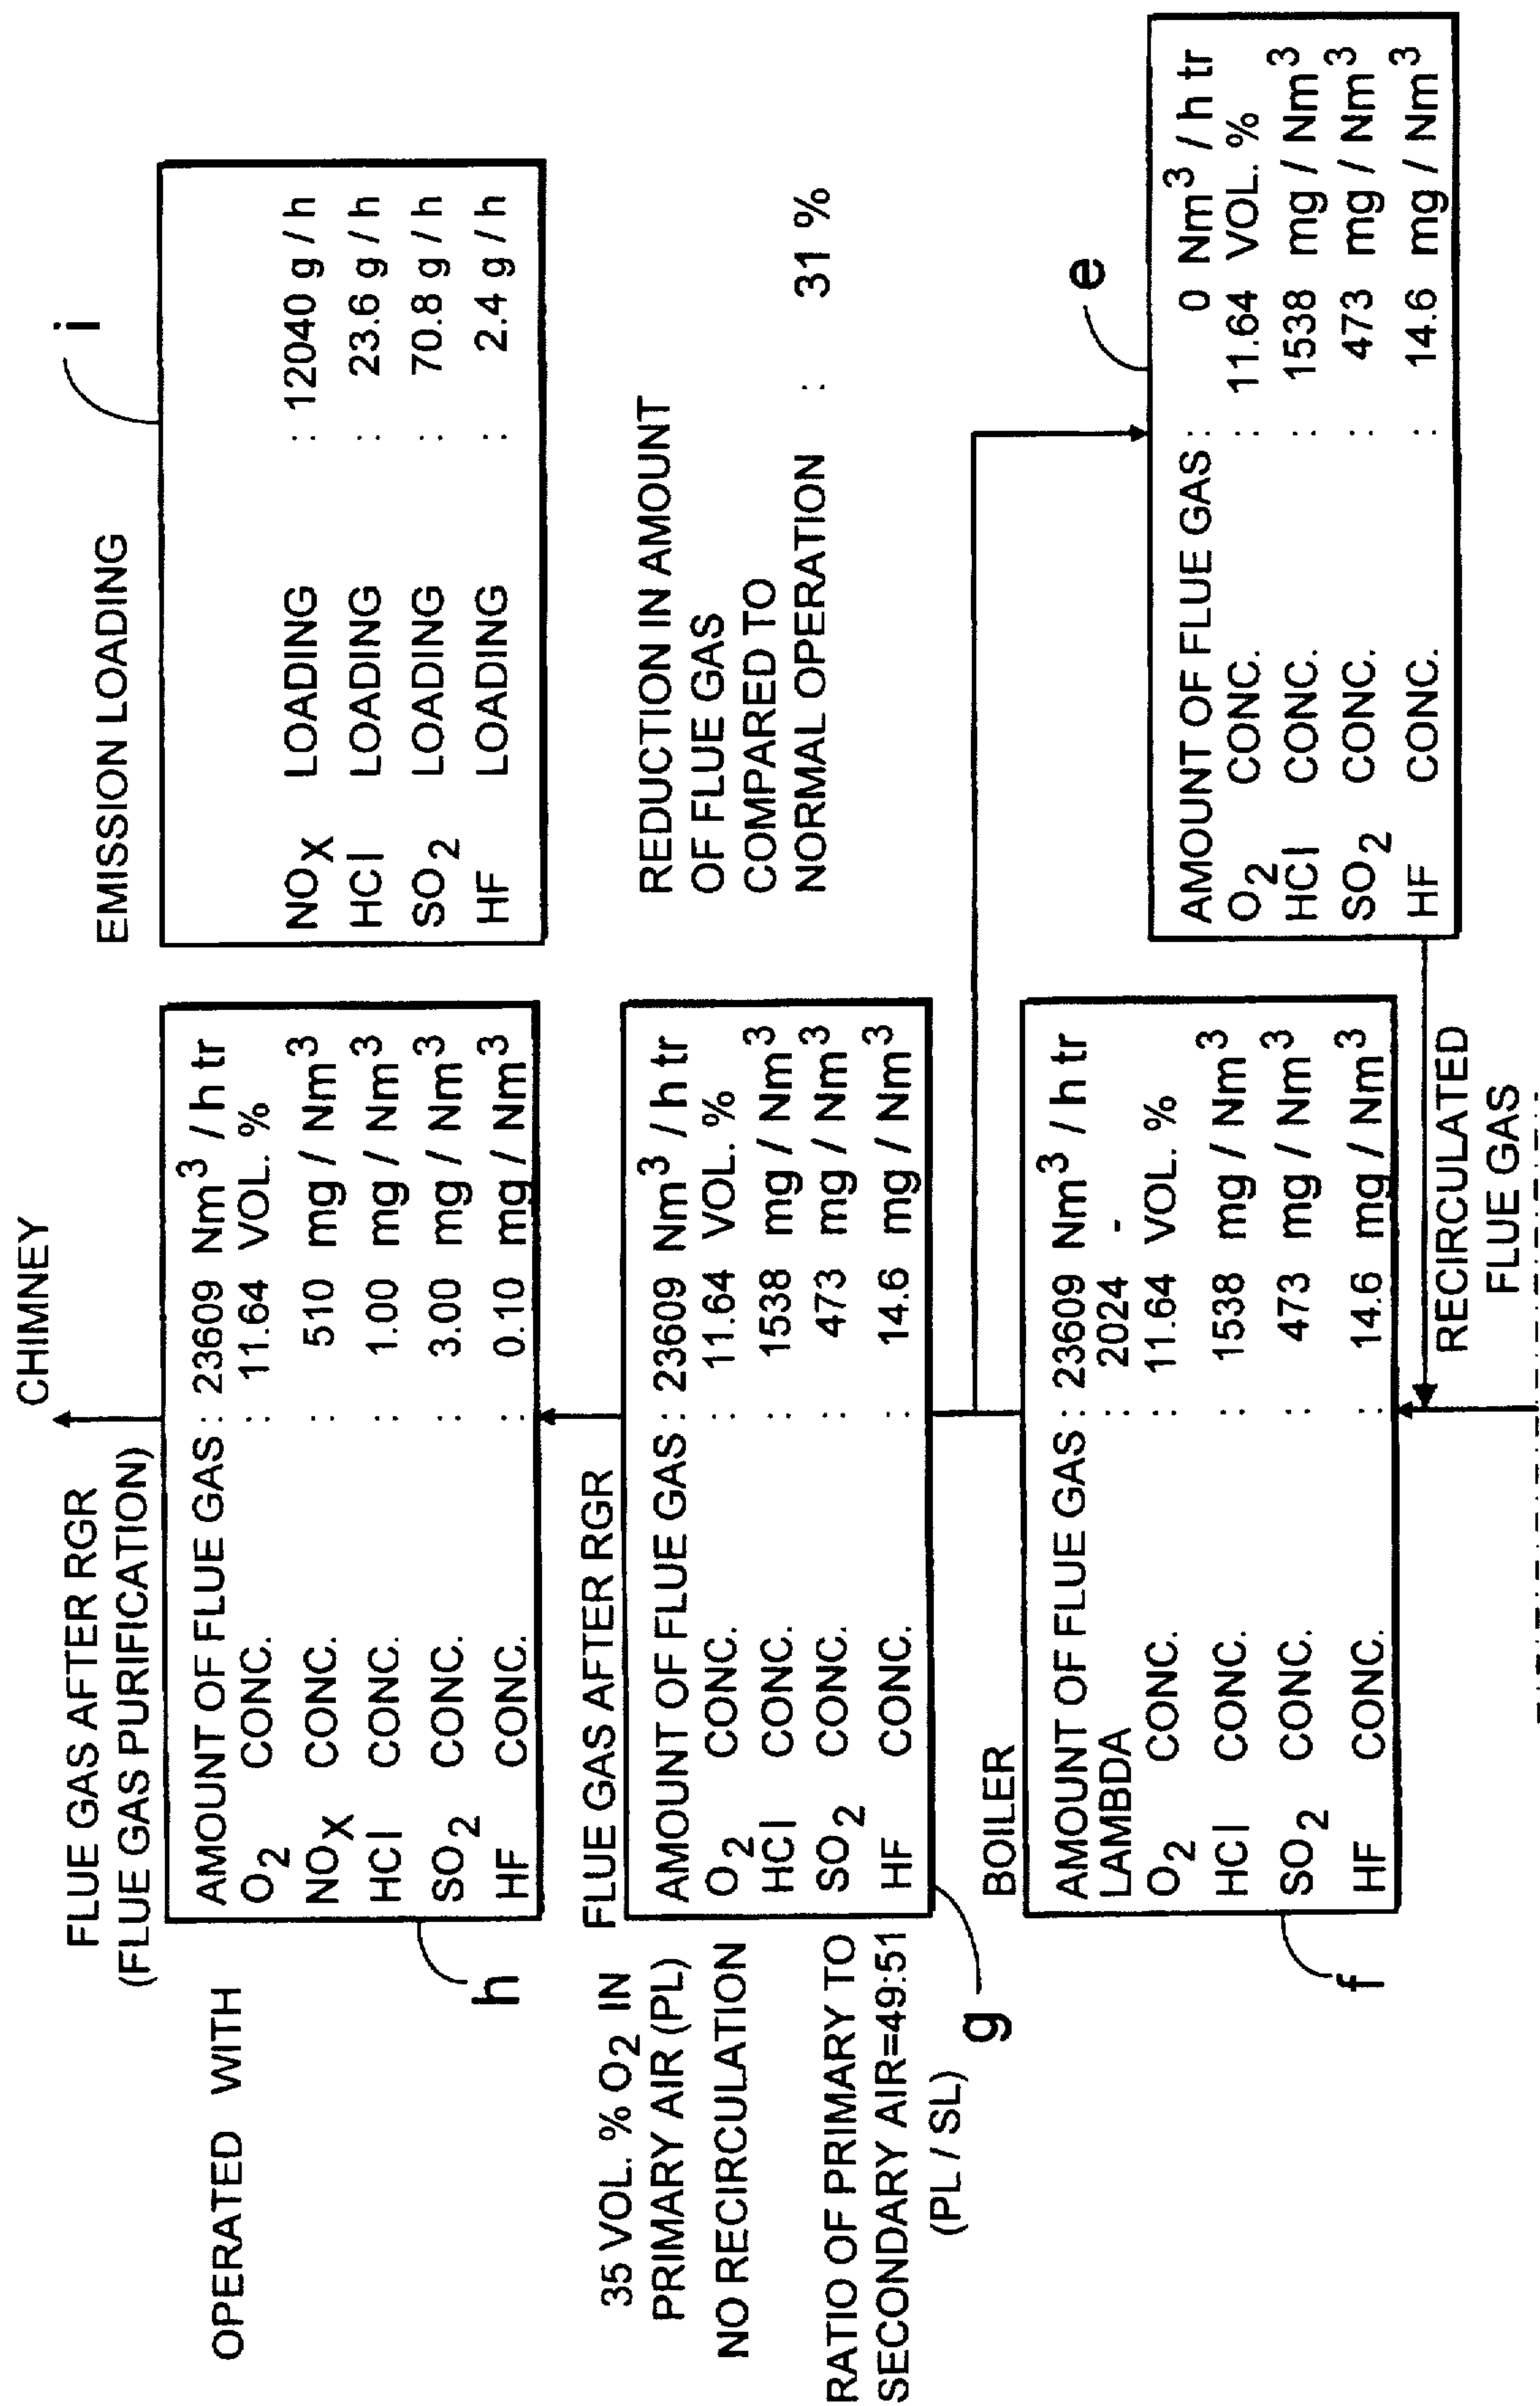 CHIMNEY
FLUE GAS AFTER RGR
(FLUE GAS PURIFICATION)
AMOUNT OF FLUE GAS : 23609 Nm³ / h tr
O₂ CONC. : 11.64 VOL. %
NOₓ CONC. : 510 mg / Nm³
HCl CONC. : 1.00 mg / Nm³
SO₂ CONC. : 3.00 mg / Nm³
HF CONC. : 0.10 mg / Nm³
h
EMISSION LOADING
i
NOₓ LOADING : 12040 g / h
HCl LOADING : 23.6 g / h
SO₂ LOADING : 70.8 g / h
HF LOADING : 2.4 g / h
OPERATED WITH
35 VOL. % O₂ IN
PRIMARY AIR (PL)
NO RECIRCULATION
RATIO OF PRIMARY TO
SECONDARY AIR=49:51
(PL / SL)
FLUE GAS AFTER RGR
AMOUNT OF FLUE GAS : 23609 Nm³ / h tr
O₂ CONC. : 11.64 VOL. %
HCl CONC. : 1538 mg / Nm³
SO₂ CONC. : 473 mg / Nm³
HF CONC. : 14.6 mg / Nm³
g
REDUCTION IN AMOUNT
OF FLUE GAS
COMPARED TO
NORMAL OPERATION : 31 %
BOILER
AMOUNT OF FLUE GAS : 23609 Nm³ / h tr
LAMBDA : 2024 -
O₂ CONC. : 11.64 VOL. %
HCl CONC. : 1538 mg / Nm³
SO₂ CONC. : 473 mg / Nm³
HF CONC. : 14.6 mg / Nm³
f
e
AMOUNT OF FLUE GAS : 0 Nm³ / h tr
O₂ CONC. : 11.64 VOL. %
HCl CONC. : 1538 mg / Nm³
SO₂ CONC. : 473 mg / Nm³
HF CONC. : 14.6 mg / Nm³
RECIRCULATED
FLUE GAS